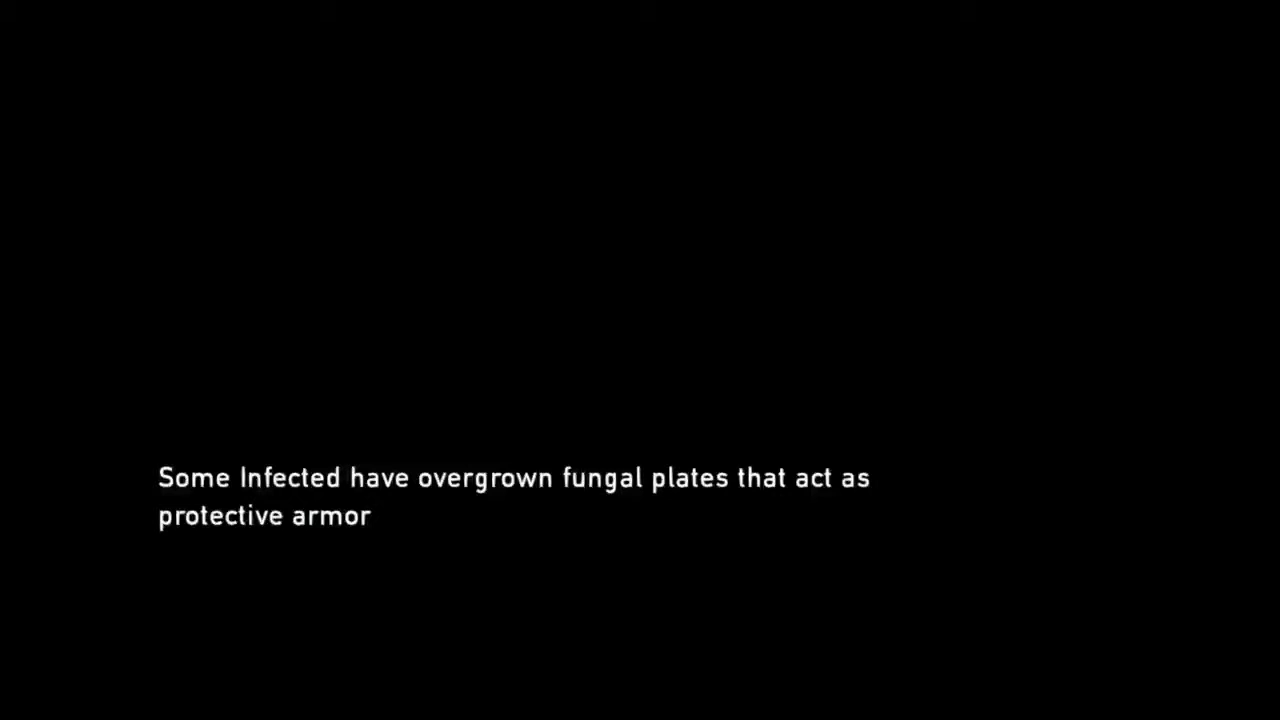 Some Infected have overgrown fungal plates that act as
protective armor